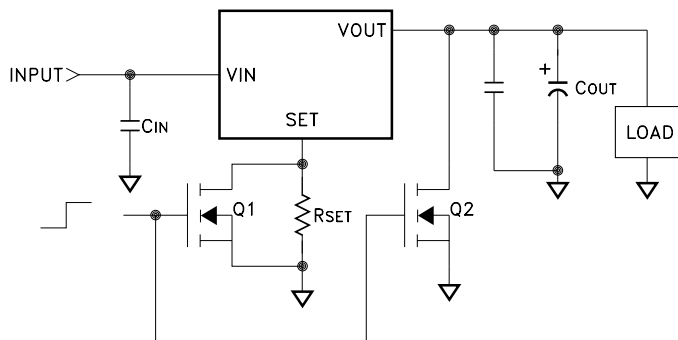 VOUT
INPUT
VIN
+
COUT
CIN
SET
LOAD
Q1
RSET
Q2